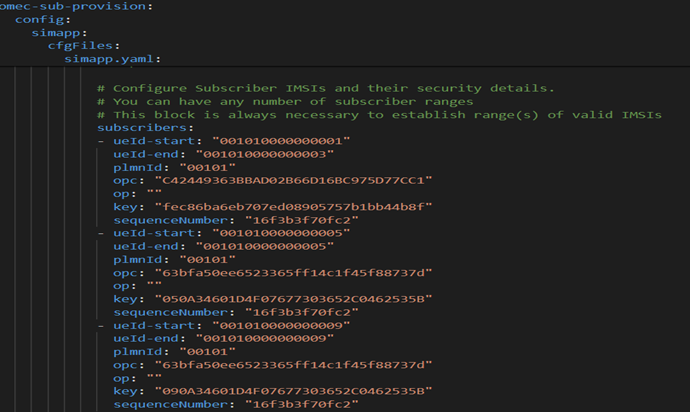 omec-sub-provision:
config:
simapp:
cfgFiles:
simapp.yaml:
# Configure Subscriber IMSIs and their security details.
# You can have any number of subscriber ranges
# This block is always necessary to establish range(s) of valid IMSIs
subscribers:
- ueId-start: "001010000000001"
ueId-end: "001010000000003"
plmnId: "00101"
opc: "C42449363BBAD02B66D16BC975D77CC1"
op: ""
key: "fec86ba6eb707ed08905757b1bb44b8f"
sequenceNumber: "16f3b3f70fc2"
- ueId-start: "001010000000005"
ueId-end: "001010000000005"
plmnId: "00101"
opc: "63bfa50ee6523365ff14c1f45f88737d"
op: ""
key: "050A34601D4F07677303652C0462535B"
sequenceNumber: "16f3b3f70fc2"
- ueId-start: "001010000000009"
ueId-end: "001010000000009"
plmnId: "00101"
opc: "63bfa50ee6523365ff14c1f45f88737d"
op: ""
key: "090A34601D4F07677303652C0462535B"
sequenceNumber: "16f3b3f70fc2"